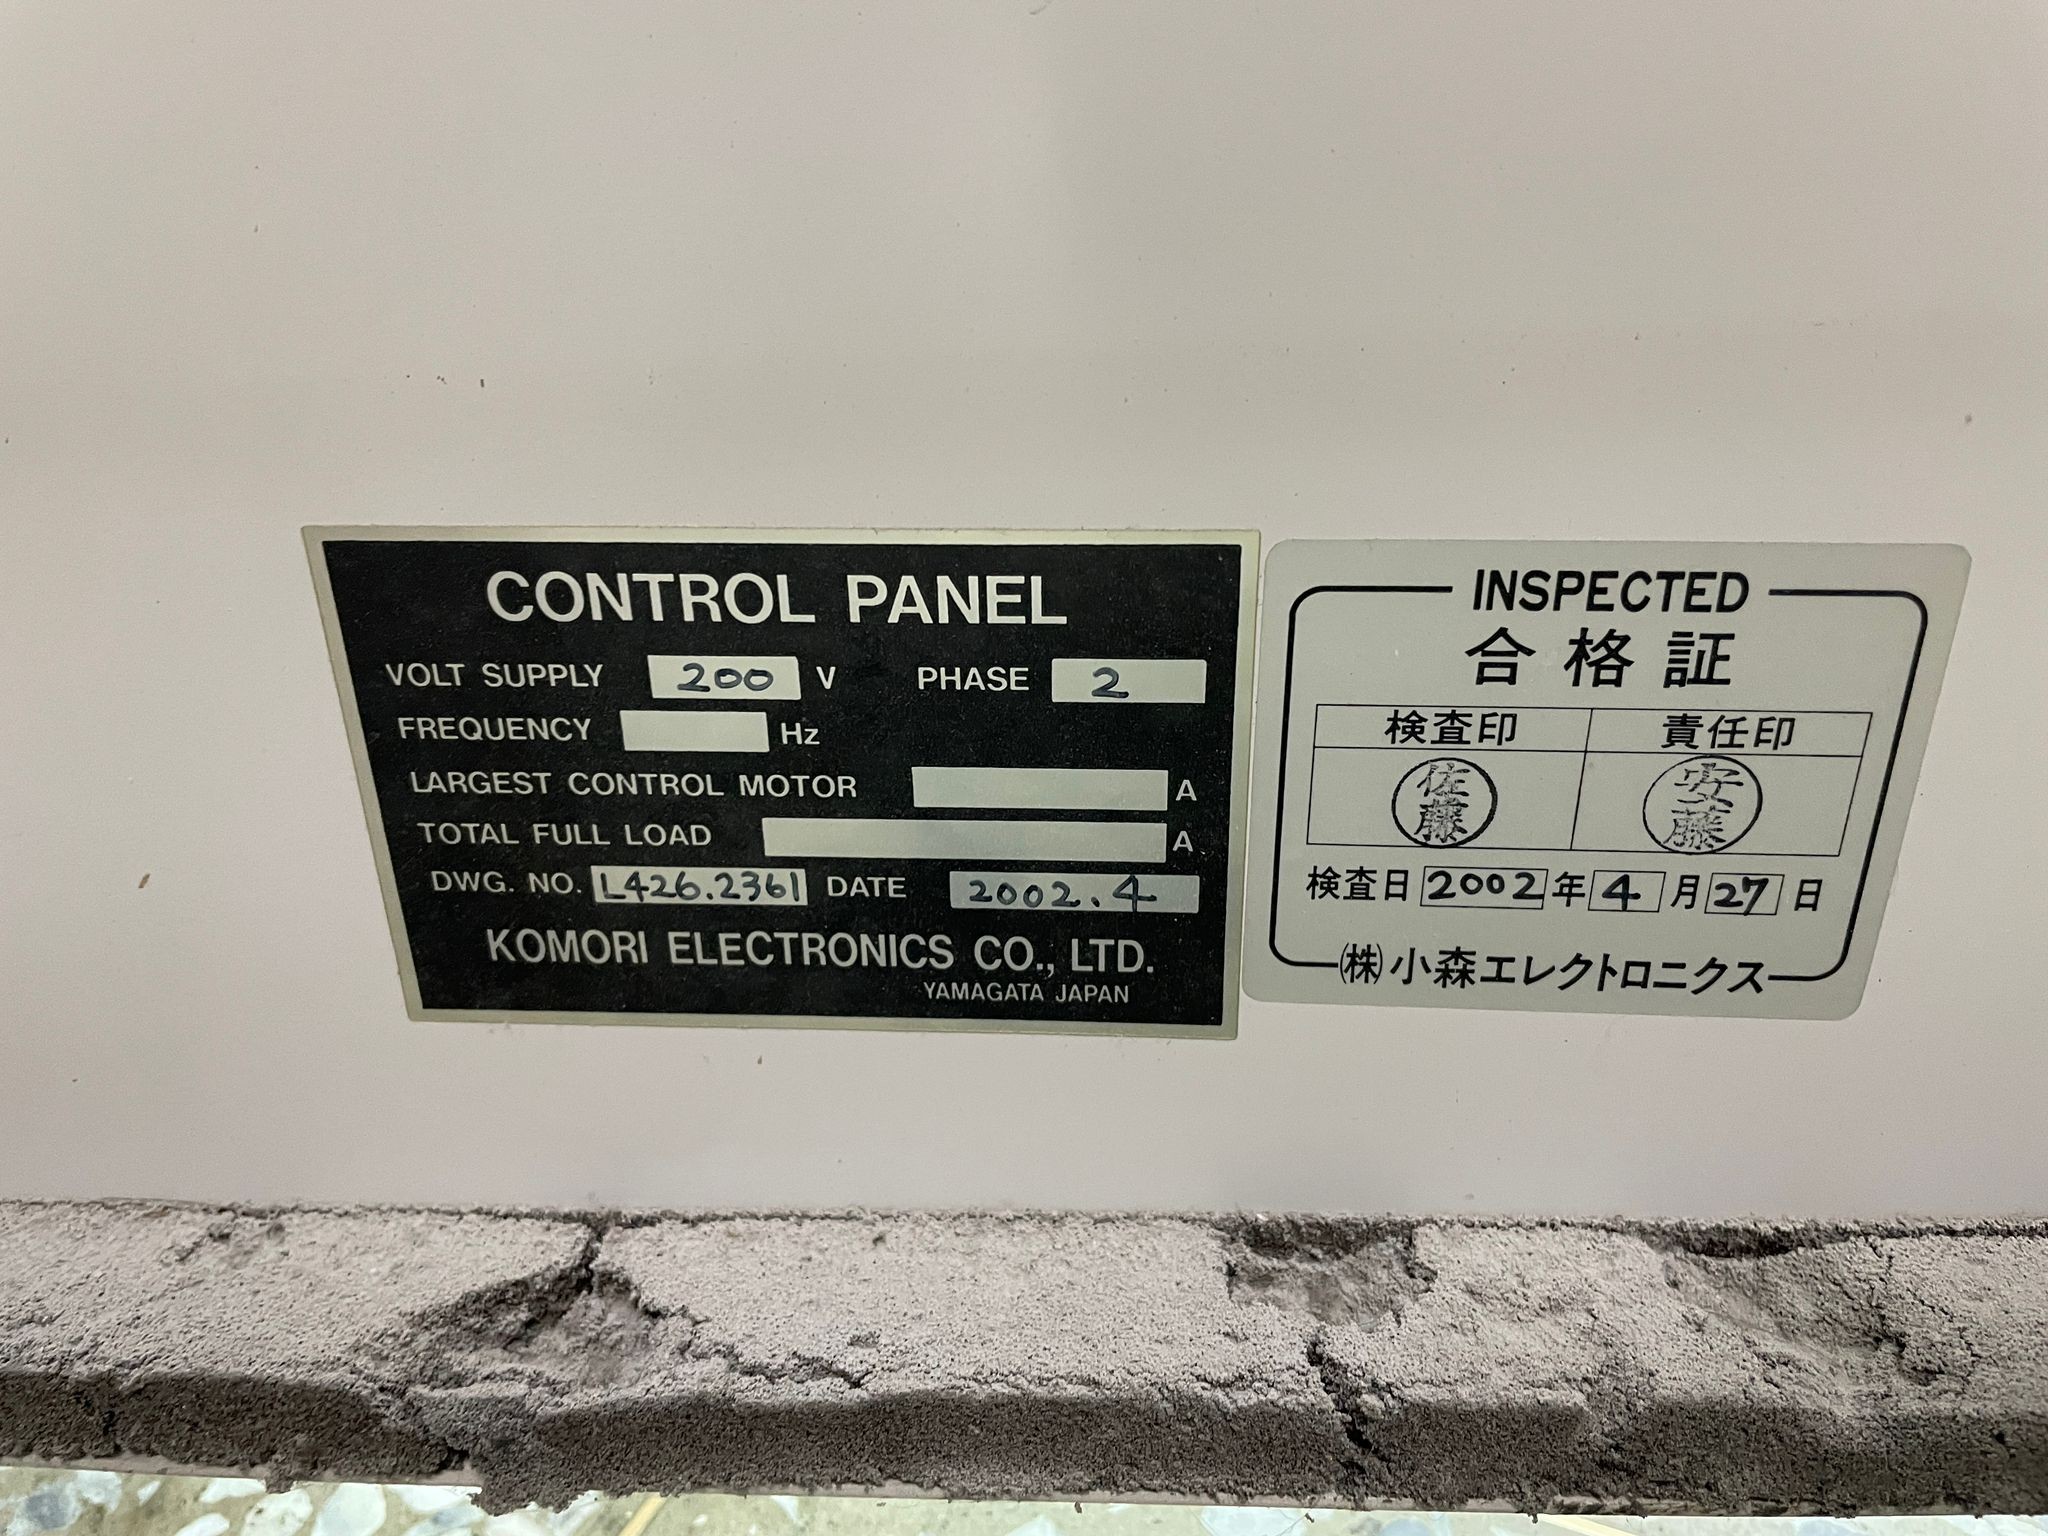 CONTROL PANEL
VOLT SUPPLY 200 V PHASE 2
FREQUENCY Hz
LARGEST CONTROL MOTOR A
TOTAL FULL LOAD A
DWG. NO. L426.2361 DATE 2002.4
KOMORI ELECTRONICS CO., LTD.
YAMAGATA JAPAN
INSPECTED
合格証
検査印 責任印
佐藤 安藤
検査日 2002 年 4 月 27 日
㈱小森エレクトロニクス